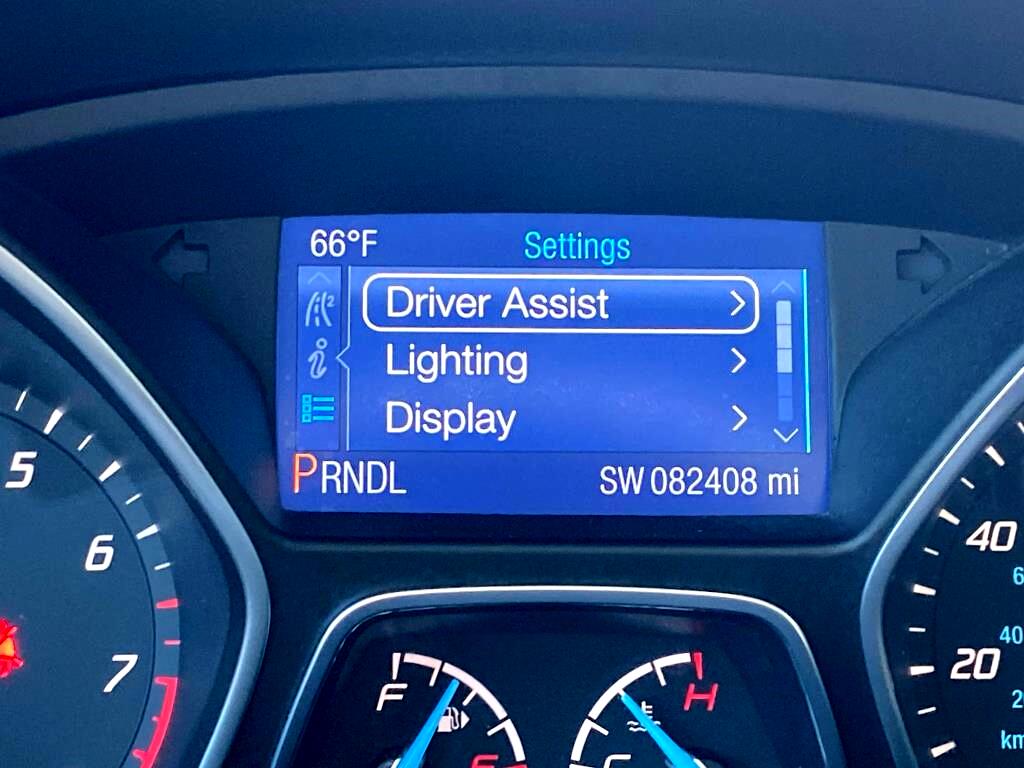 66°F Settings
Driver Assist
Lighting
Display
PRNDL SW 082408 mi
5
6
7
F
H
40
20